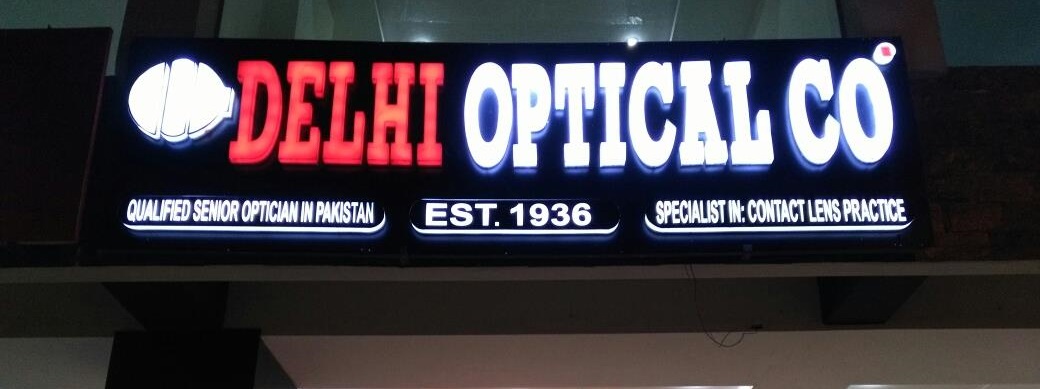 DELHI OPTICAL CO
QUALIFIED SENIOR OPTICIAN IN PAKISTAN
EST. 1936
SPECIALIST IN: CONTACT LENS PRACTICE